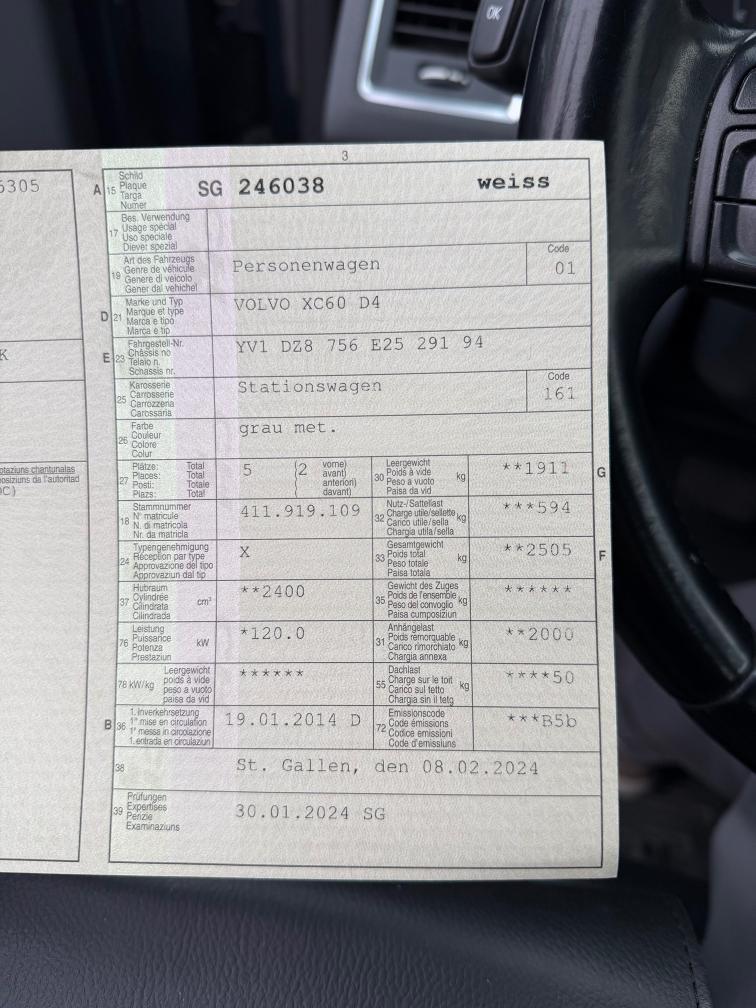 OK
3
5305
K
otaziuns chantunalas
posiziuns da l'autoritad
C)
A 15 Schild
Plaque
Targa
Numer
SG 246038 weiss
17 Bes. Verwendung
Usage spécial
Uso speciale
Diever spezial
19 Art des Fahrzeugs
Genre de véhicule
Genere di veicolo
Gener dal vehichel
Personenwagen
Code
01
D 21 Marke und Typ
Marque et type
Marca e tipo
Marca e tip
VOLVO XC60 D4
E 23 Fahrgestell-Nr.
Châssis no
Telaio n.
Schassis nr.
YV1 DZ8 756 E25 291 94
25 Karosserie
Carrosserie
Carrozzeria
Carossaria
Stationswagen
Code
161
26 Farbe
Couleur
Colore
Colur
grau met.
27 Plätze: Total
Places: Total
Posti: Totale
Plazs: Total
5 (2 vorne)
avant)
anteriori)
davant)
30 Leergewicht
Poids à vide
Peso a vuoto
Paisa da vid
kg
**1911 G
18 Stammnummer
N° matricule
N. di matricola
Nr. da matricla
411.919.109
32 Nutz-/Sattellast
Charge utile/sellette
Carico utile/sella
Chargia utila/sella
kg
***594
24 Typengenehmigung
Réception par type
Approvazione del tipo
Approvaziun dal tip
X
33 Gesamtgewicht
Poids total
Peso totale
Paisa totala
kg
**2505 F
37 Hubraum
Cylindrée
Cilindrata
Cilindrada
cm³
**2400
35 Gewicht des Zuges
Poids de l'ensemble
Peso del convoglio
Paisa cumposiziun
kg
******
76 Leistung
Puissance
Potenza
Prestaziun
kW
*120.0
31 Anhängelast
Poids remorquable
Carico rimorchiato
Chargia annexa
kg
**2000
78 kW/kg Leergewicht
poids à vide
peso a vuoto
paisa da vid
******
55 Dachlast
Charge sur le toit
Carico sul tetto
Chargia sin il tetg
kg
****50
B 36 1. Inverkehrsetzung
1re mise en circulation
1a messa in circolazione
1. entrada en circulaziun
19.01.2014 D
72 Emissionscode
Code émissions
Codice emissioni
Code d'emissiuns
***B5b
38 St. Gallen, den 08.02.2024
39 Prüfungen
Expertises
Perizie
Examinaziuns
30.01.2024 SG